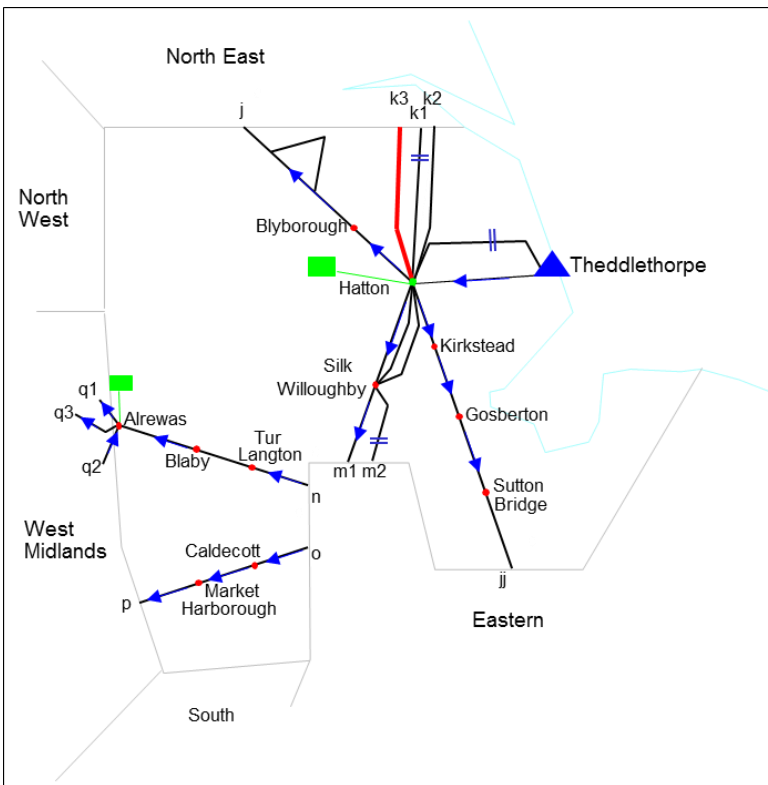 North East
k3
k2
j
k1
North
West
Blyborough
Theddlethorpe
Hatton
Kirkstead
Silk
Willoughby
q1
q3
Alrewas
Gosberton
Tur
Langton
q2
Blaby
m1
m2
Sutton
Bridge
n
West
Midlands
Caldecott
o
jj
p
Market
Harborough
Eastern
South